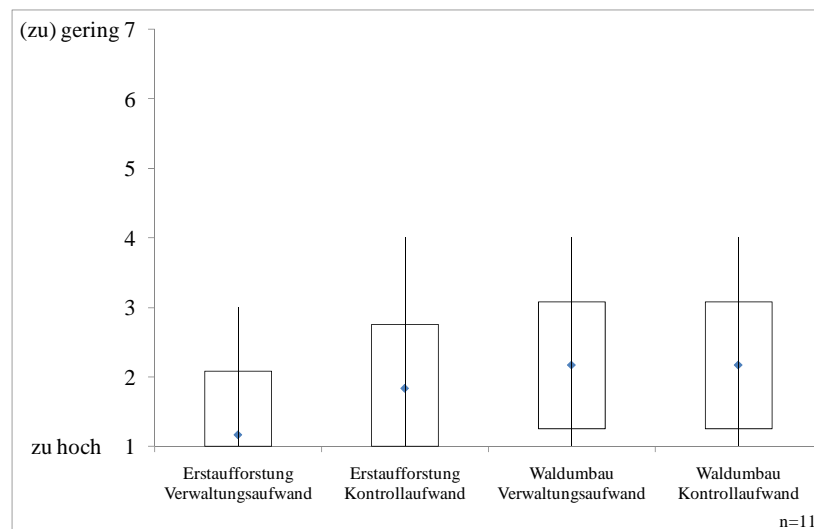 (zu) gering 7
6
5
4
3
2
zu hoch 1
Erstaufforstung Verwaltungsaufwand
Erstaufforstung Kontrollaufwand
Waldumbau Verwaltungsaufwand
Waldumbau Kontrollaufwand
n=11